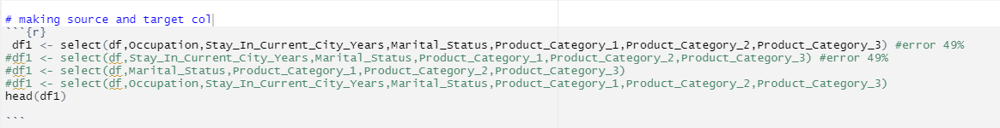 # making source and target col
```{r}
df1 <- select(df,Occupation,Stay_In_Current_City_Years,Marital_Status,Product_Category_1,Product_Category_2,Product_Category_3) #error 49%
#df1 <- select(df,Stay_In_Current_City_Years,Marital_Status,Product_Category_1,Product_Category_2,Product_Category_3) #error 49%
#df1 <- select(df,Marital_Status,Product_Category_1,Product_Category_2,Product_Category_3)
#df1 <- select(df,Occupation,Stay_In_Current_City_Years,Marital_Status,Product_Category_1,Product_Category_2,Product_Category_3)
head(df1)
```